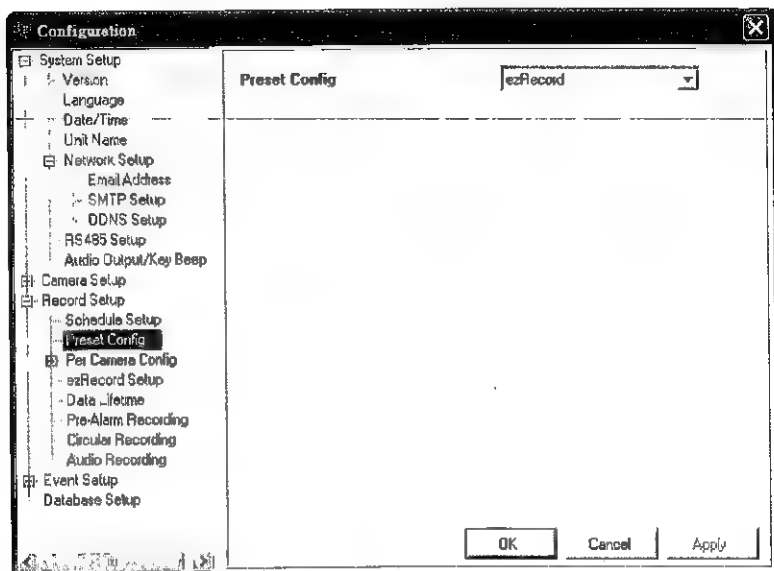 Configuration
System Setup
Version
Language
Date/Time
Unit Name
Network Setup
Email Address
SMTP Setup
DDNS Setup
RS485 Setup
Audio Output/Key Beep
Camera Setup
Record Setup
Schedule Setup
Preset Config
Per Camera Config
ezRecord Setup
Data Lifetime
Pre-Alarm Recording
Circular Recording
Audio Recording
Event Setup
Database Setup
Preset Config
ezRecord
OK
Cancel
Apply